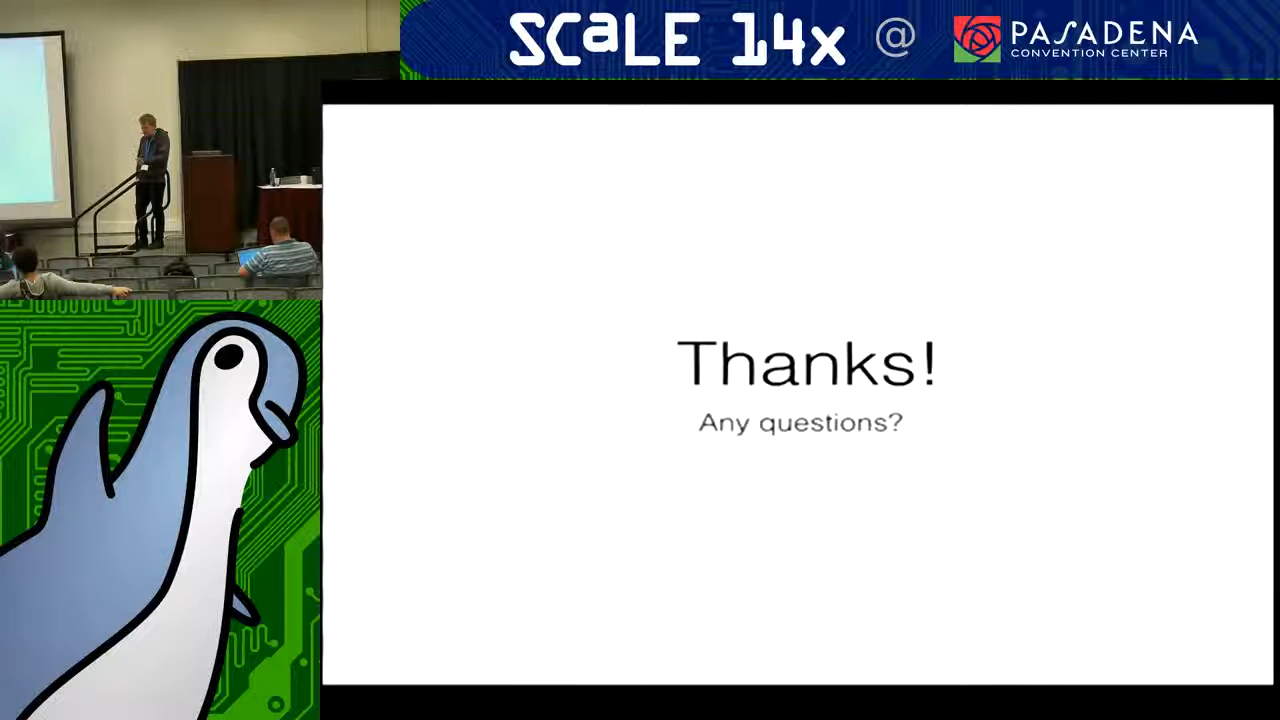 SCaLE 14x @ PASADENA
CONVENTION CENTER
Thanks!
Any questions?